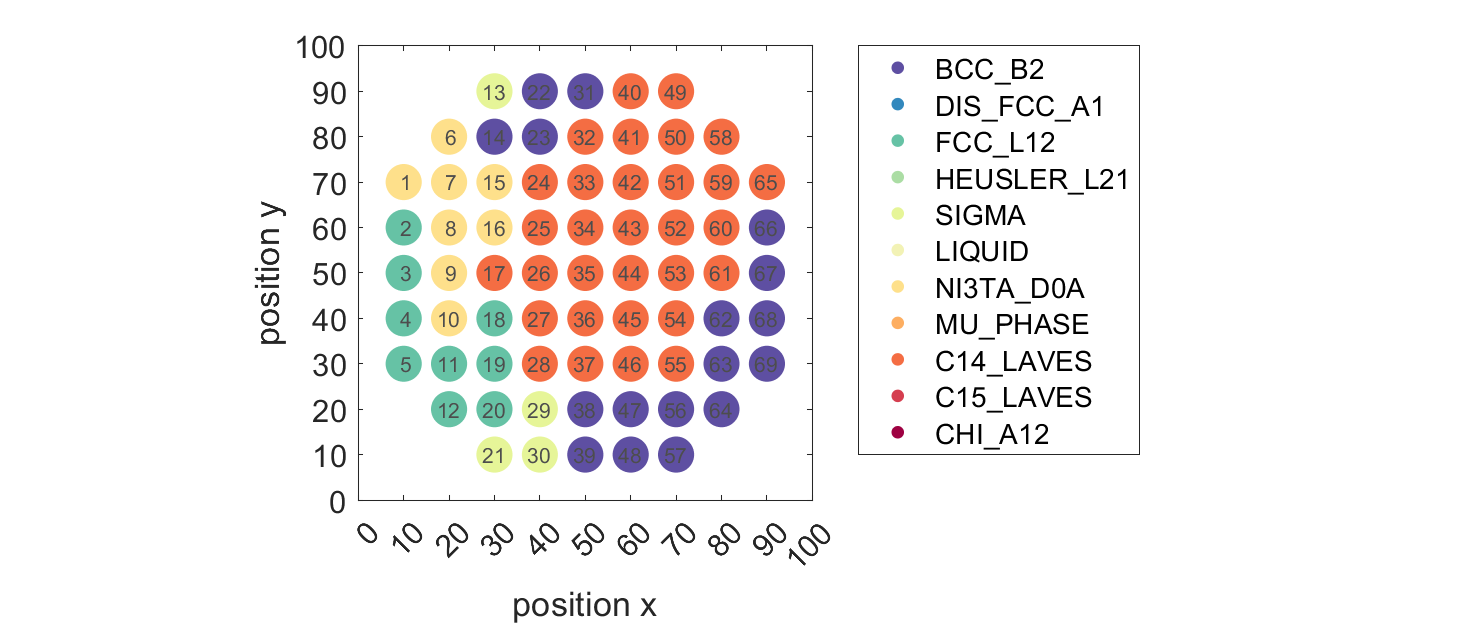 100
90
80
70
60
50
40
30
20
10
0
position y
13 22 31 40 49
6 14 23 32 41 50 58
1 7 15 24 33 42 51 59 65
2 8 16 25 34 43 52 60 66
3 9 17 26 35 44 53 61 67
4 10 18 27 36 45 54 62 68
5 11 19 28 37 46 55 63 69
12 20 29 38 47 56 64
21 30 39 48 57
0 10 20 30 40 50 60 70 80 90 100
position x
BCC_B2
DIS_FCC_A1
FCC_L12
HEUSLER_L21
SIGMA
LIQUID
NI3TA_D0A
MU_PHASE
C14_LAVES
C15_LAVES
CHI_A12